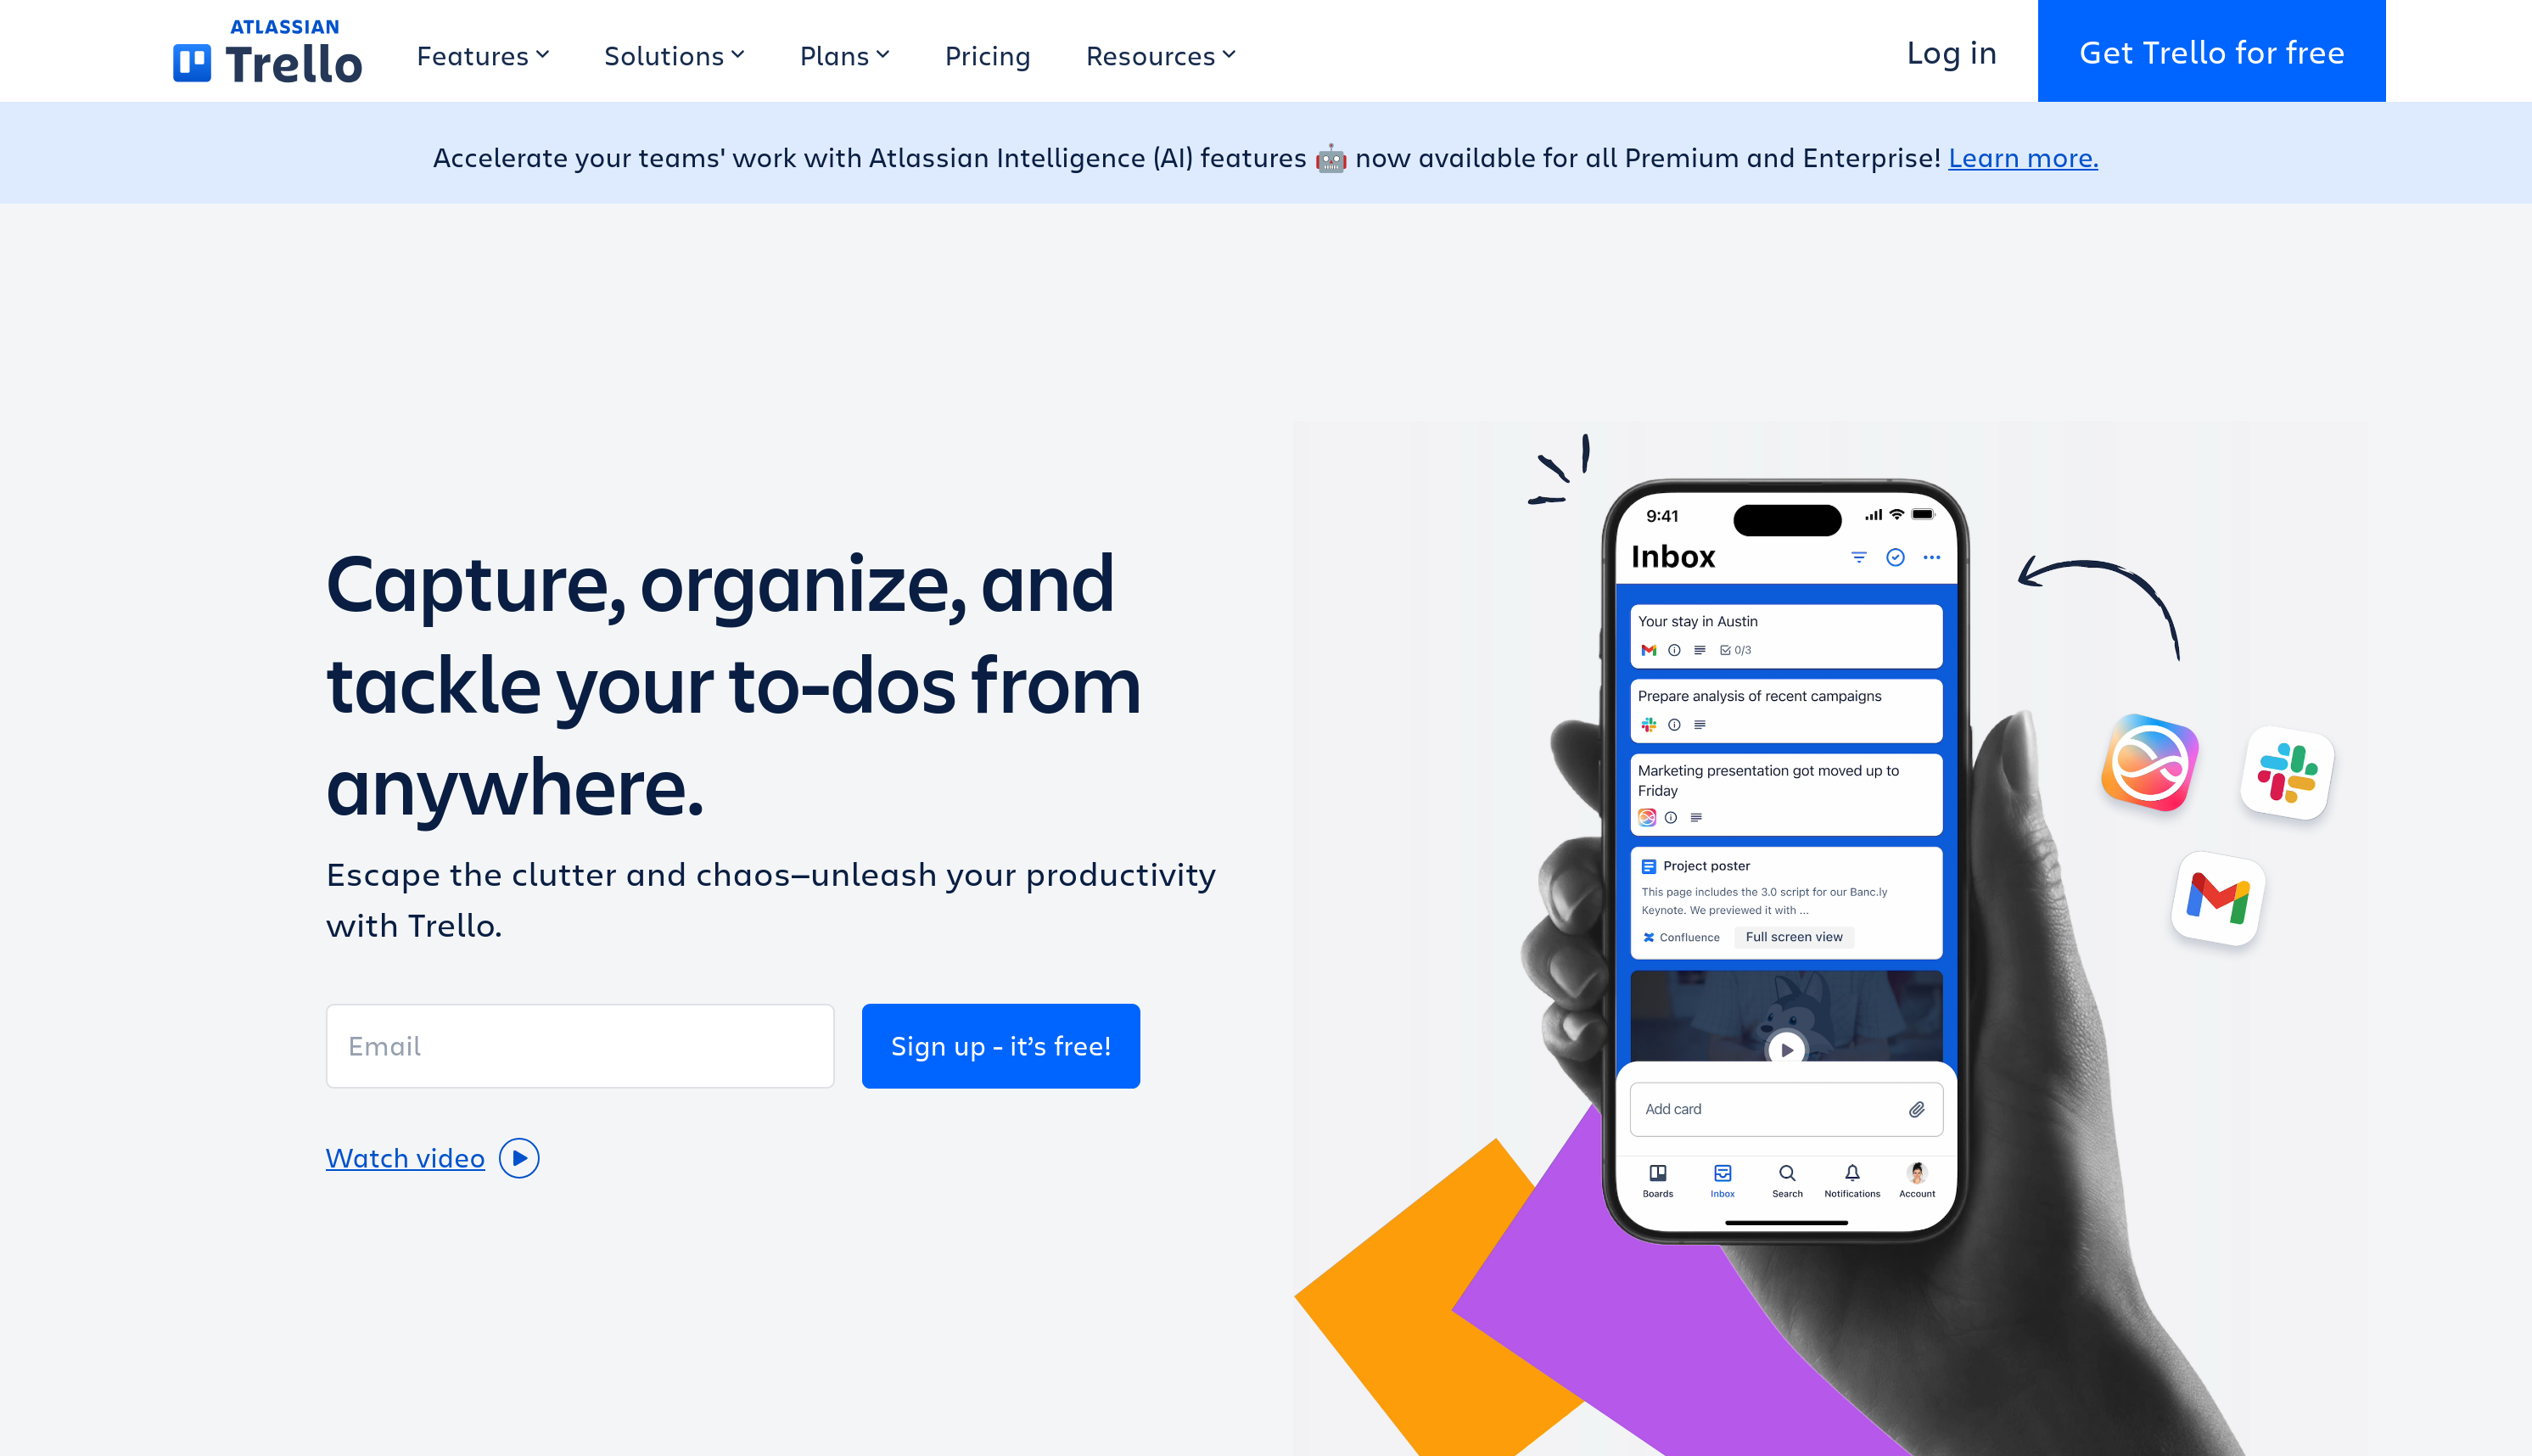 ATLASSIAN
Trello
Features
Solutions
Plans
Pricing
Resources
Log in
Get Trello for free
Accelerate your teams' work with Atlassian Intelligence (AI) features 🤖 now available for all Premium and Enterprise! Learn more.
Capture, organize, and
tackle your to-dos from
anywhere.
Escape the clutter and chaos—unleash your productivity
with Trello.
Email
Sign up - it’s free!
Watch video
9:41
Inbox
Your stay in Austin
0/3
Prepare analysis of recent campaigns
Marketing presentation got moved up to
Friday
Project poster
This page includes the 3.0 script for our Banc.ly
Keynote. We previewed it with ...
Confluence
Full screen view
Add card
Boards
Inbox
Search
Notifications
Account